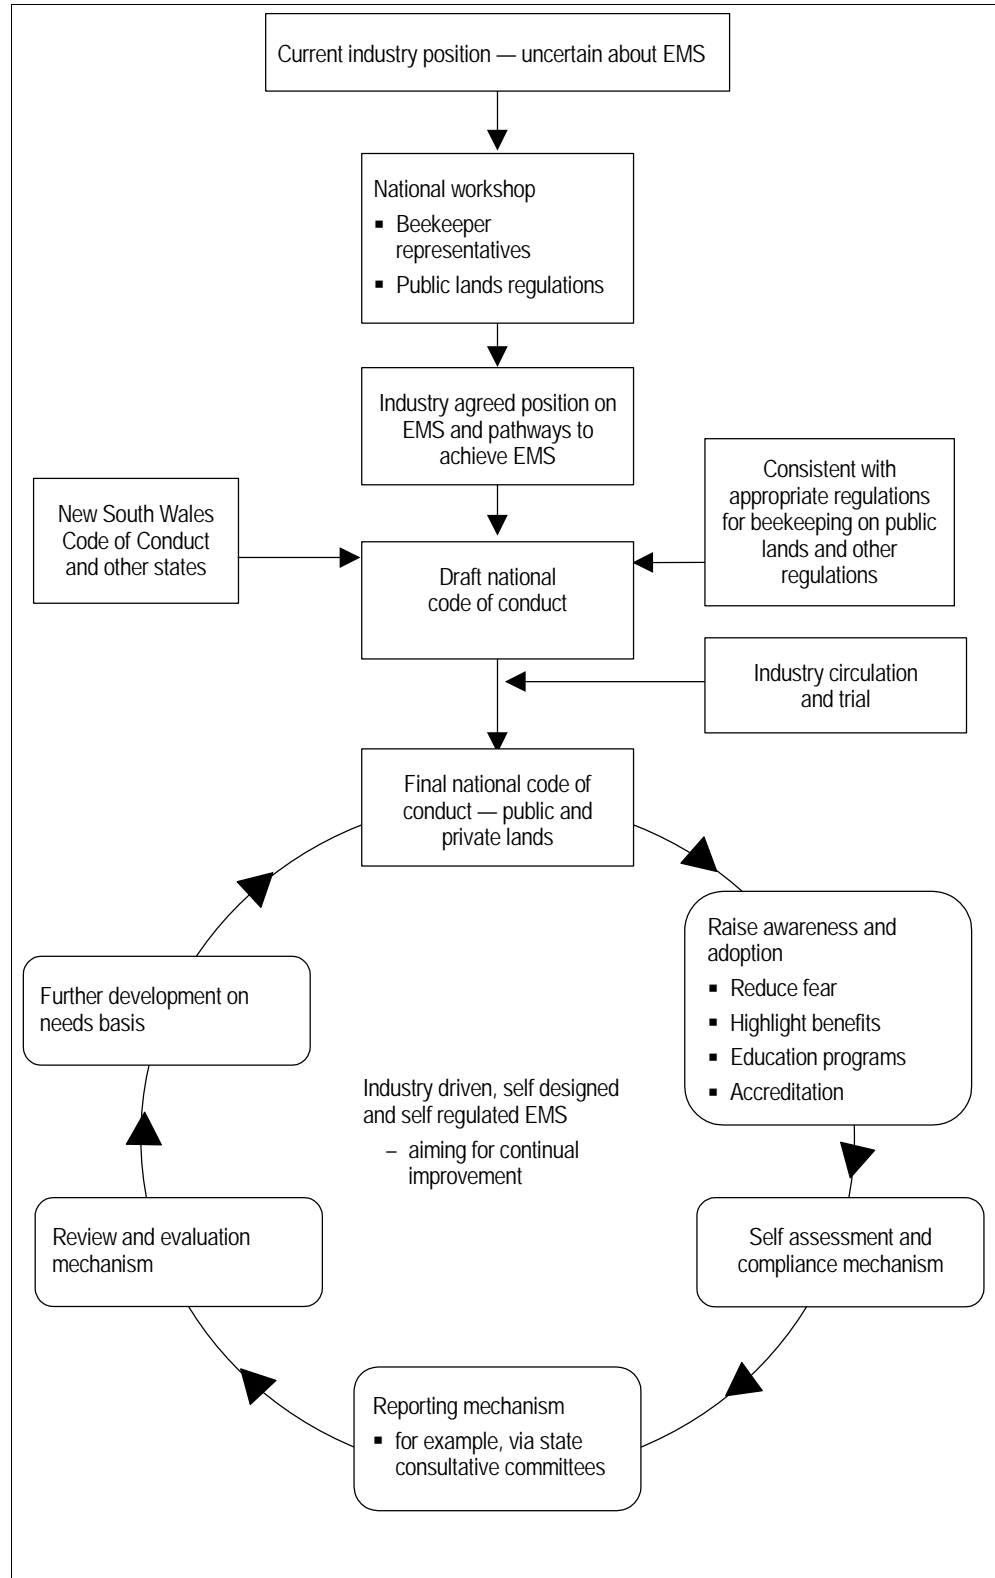 Current industry position — uncertain about EMS
National workshop
▪ Beekeeper
representatives
▪ Public lands regulations
Industry agreed position on
EMS and pathways to
achieve EMS
New South Wales
Code of Conduct
and other states
Consistent with
appropriate regulations
for beekeeping on public
lands and other
regulations
Draft national
code of conduct
Industry circulation
and trial
Final national code of
conduct — public and
private lands
Raise awareness and
adoption
▪ Reduce fear
▪ Highlight benefits
▪ Education programs
▪ Accreditation
Further development on
needs basis
Industry driven, self designed
and self regulated EMS
– aiming for continual
improvement
Review and evaluation
mechanism
Self assessment and
compliance mechanism
Reporting mechanism
▪ for example, via state
consultative committees